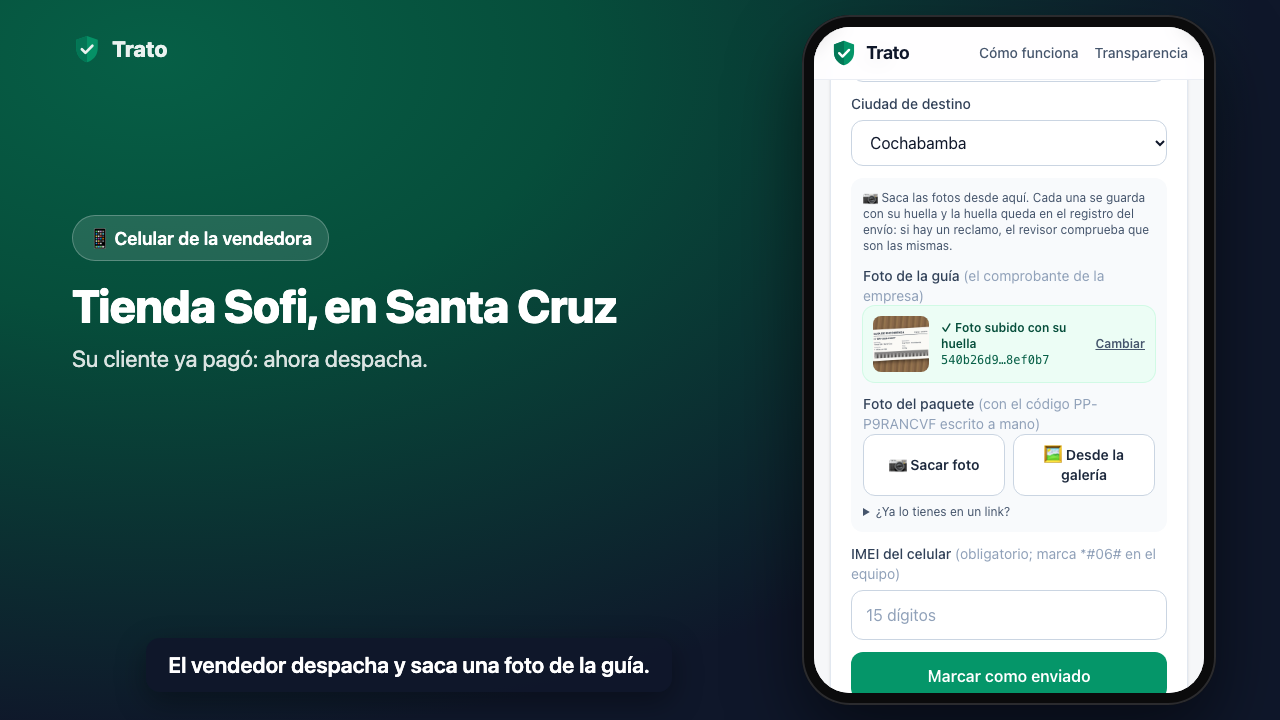 Trato
📱 Celular de la vendedora
Tienda Sofi, en Santa Cruz
Su cliente ya pagó: ahora despacha.
El vendedor despacha y saca una foto de la guía.
Trato
Cómo funciona
Transparencia
Ciudad de destino
Cochabamba
📷 Saca las fotos desde aquí. Cada una se guarda
con su huella y la huella queda en el registro del
envío: si hay un reclamo, el revisor comprueba que
son las mismas.
Foto de la guía (el comprobante de
empresa)
✓ Foto subido con su
huella
540b26d9…8ef0b7
Cambiar
Foto del paquete (con el código PP-
P9RANCVF escrito a mano)
📷 Sacar foto
🖼️ Desde la
galería
▶ ¿Ya lo tienes en un link?
IMEI del celular (obligatorio; marca *#06# en el
equipo)
15 dígitos
Marcar como enviado